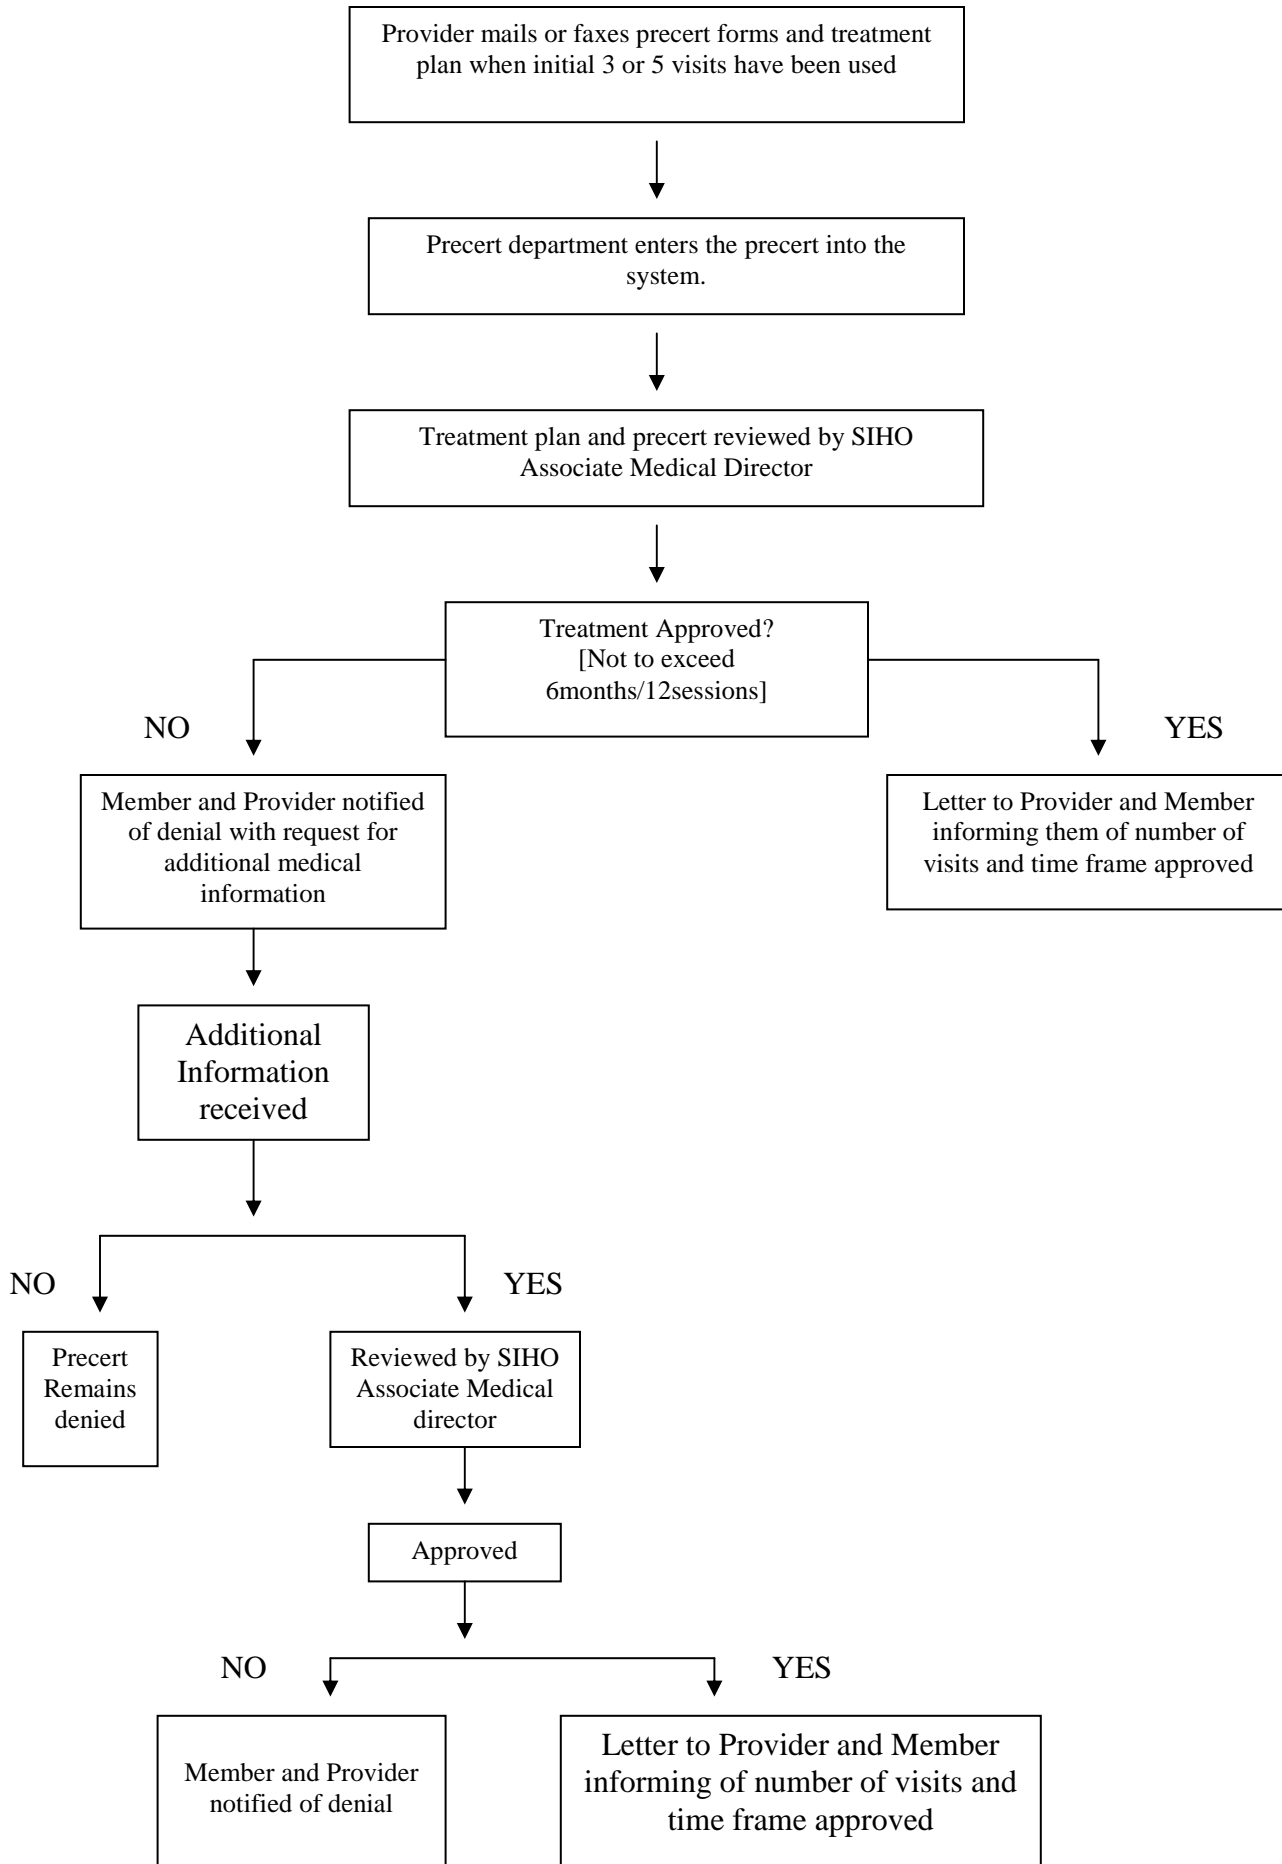 Provider mails or faxes precert forms and treatment
plan when initial 3 or 5 visits have been used
Precert department enters the precert into the
system.
Treatment plan and precert reviewed by SIHO
Associate Medical Director
Treatment Approved?
[Not to exceed
6months/12sessions]
NO
YES
Member and Provider notified
of denial with request for
additional medical
information
Letter to Provider and Member
informing them of number of
visits and time frame approved
Additional
Information
received
NO
YES
Precert
Remains
denied
Reviewed by SIHO
Associate Medical
director
Approved
NO
YES
Member and Provider
notified of denial
Letter to Provider and Member
informing of number of visits and
time frame approved